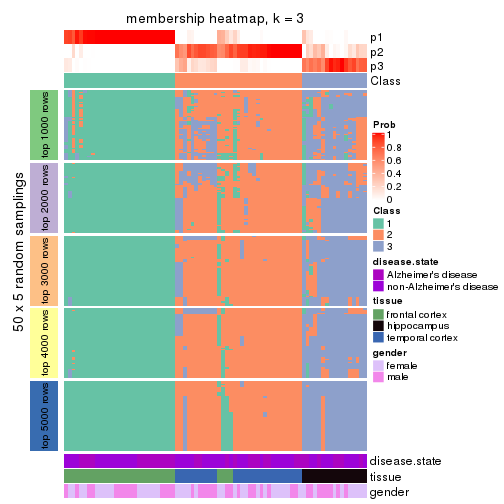 membership heatmap, k = 3
p1
p2
p3
Class
50 x 5 random samplings
top 1000 rows
top 2000 rows
top 3000 rows
top 4000 rows
top 5000 rows
Prob
1
0.8
0.6
0.4
0.2
0
Class
1
2
3
disease.state
Alzheimer's disease
non-Alzheimer's disease
tissue
frontal cortex
hippocampus
temporal cortex
gender
female
male
disease.state
tissue
gender